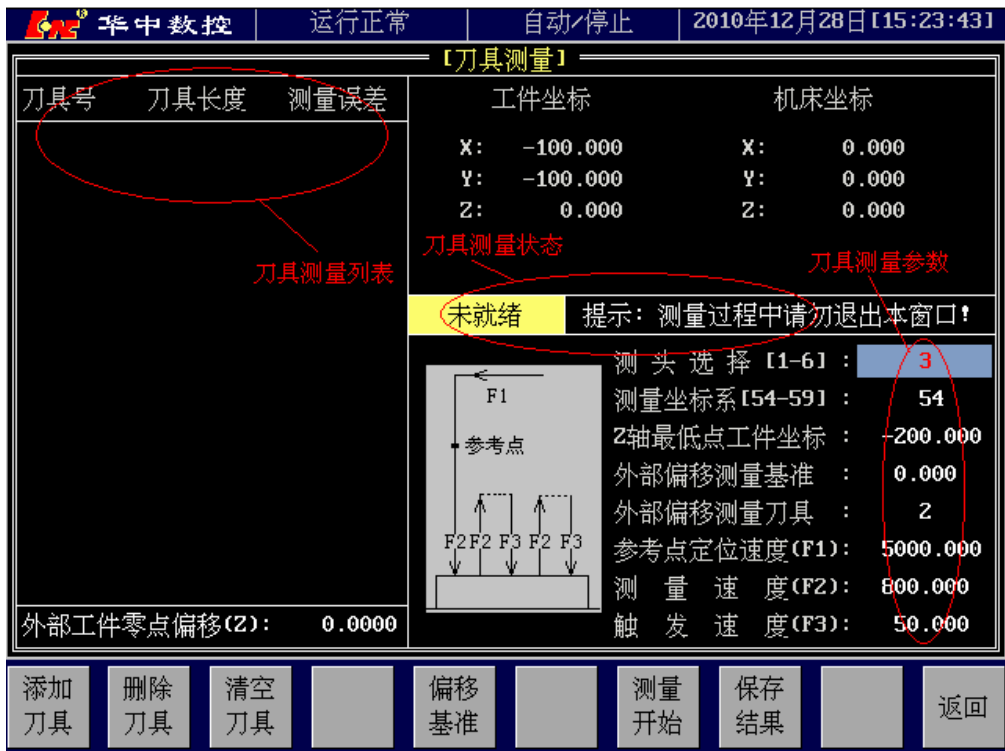 CNC® 华中数控 运行正常 自动/停止 2010年12月28日[15:23:43]
[刀具测量]
刀具号 刀具长度 测量误差
工件坐标 机床坐标
X: -100.000 X: 0.000
Y: -100.000 Y: 0.000
Z: 0.000 Z: 0.000
刀具测量状态
刀具测量列表
刀具测量参数
未就绪 提示: 测量过程中请勿退出本窗口!
F1
参考点
F2 F2 F3 F2 F3
测头选择[1-6]: 3
测量坐标系[54-59]: 54
Z轴最低点工件坐标: -200.000
外部偏移测量基准: 0.000
外部偏移测量刀具: 2
参考点定位速度(F1): 5000.000
测量速度(F2): 800.000
触发速度(F3): 50.000
外部工件零点偏移(Z): 0.0000
添加刀具
删除刀具
清空刀具
偏移基准
测量开始
保存结果
返回